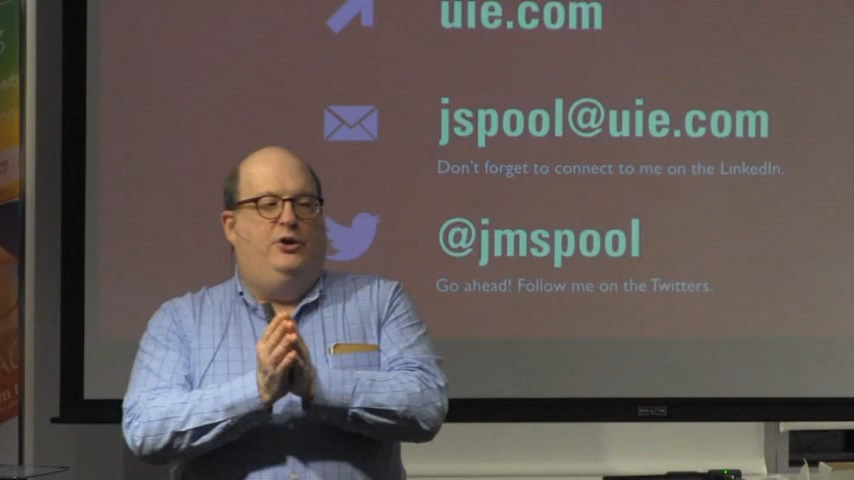 uie.com
jspool@uie.com
Don't forget to connect to me on the LinkedIn.
@jmspool
Go ahead! Follow me on the Twitters.